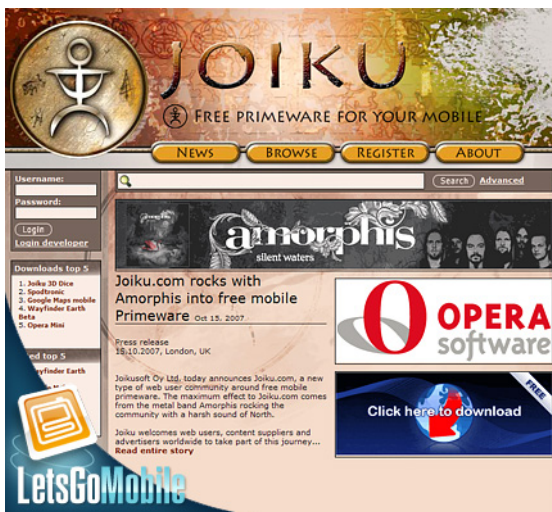 JOIKU
FREE PRIMEWARE FOR YOUR MOBILE
NEWS
BROWSE
REGISTER
ABOUT
Username:
Password:
Login
Login developer
Search
Advanced
Downloads top 5
1. Joiku 3D Dice
2. Spodtronic
3. Google Maps mobile
4. Wayfinder Earth
Beta
5. Opera Mini
top 5
Earth
amorphis
silent waters
Joiku.com rocks with
Amorphis into free mobile
Primeware Oct 15, 2007
Press release
15.10.2007, London, UK
Joikusoft Oy Ltd. today announces Joiku.com, a new
type of web user community around free mobile
primeware. The maximum effect to Joiku.com comes
from the metal band Amorphis rocking the
community with a harsh sound of North.
Joiku welcomes web users, content suppliers and
advertisers worldwide to take part of this journey...
Read entire story
OPERA
software
FREE
Click here to download
LetsGoMobile